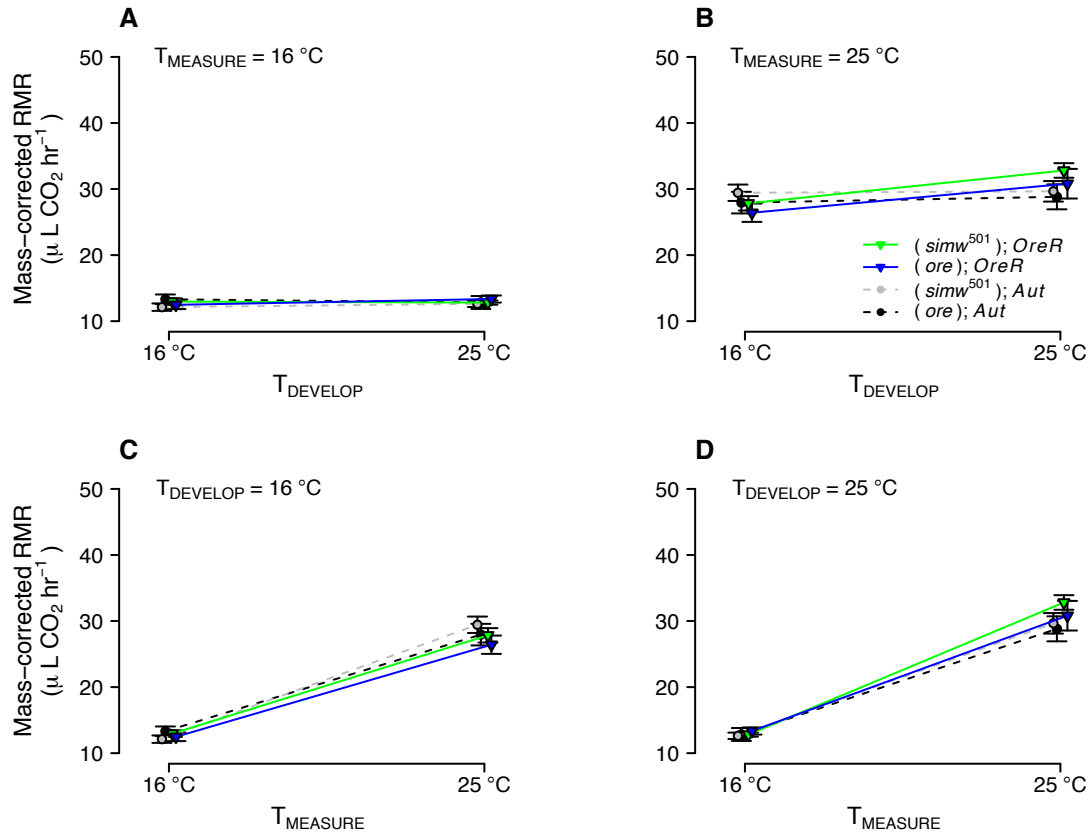 A
T_MEASURE = 16 °C
Mass−corrected RMR
(μ L CO₂ hr⁻¹)
50
40
30
20
10
16 °C
25 °C
T_DEVELOP
B
T_MEASURE = 25 °C
50
40
30
20
10
(simw⁵⁰¹); OreR
(ore); OreR
(simw⁵⁰¹); Aut
(ore); Aut
16 °C
25 °C
T_DEVELOP
C
T_DEVELOP = 16 °C
Mass−corrected RMR
(μ L CO₂ hr⁻¹)
50
40
30
20
10
16 °C
25 °C
T_MEASURE
D
T_DEVELOP = 25 °C
50
40
30
20
10
16 °C
25 °C
T_MEASURE